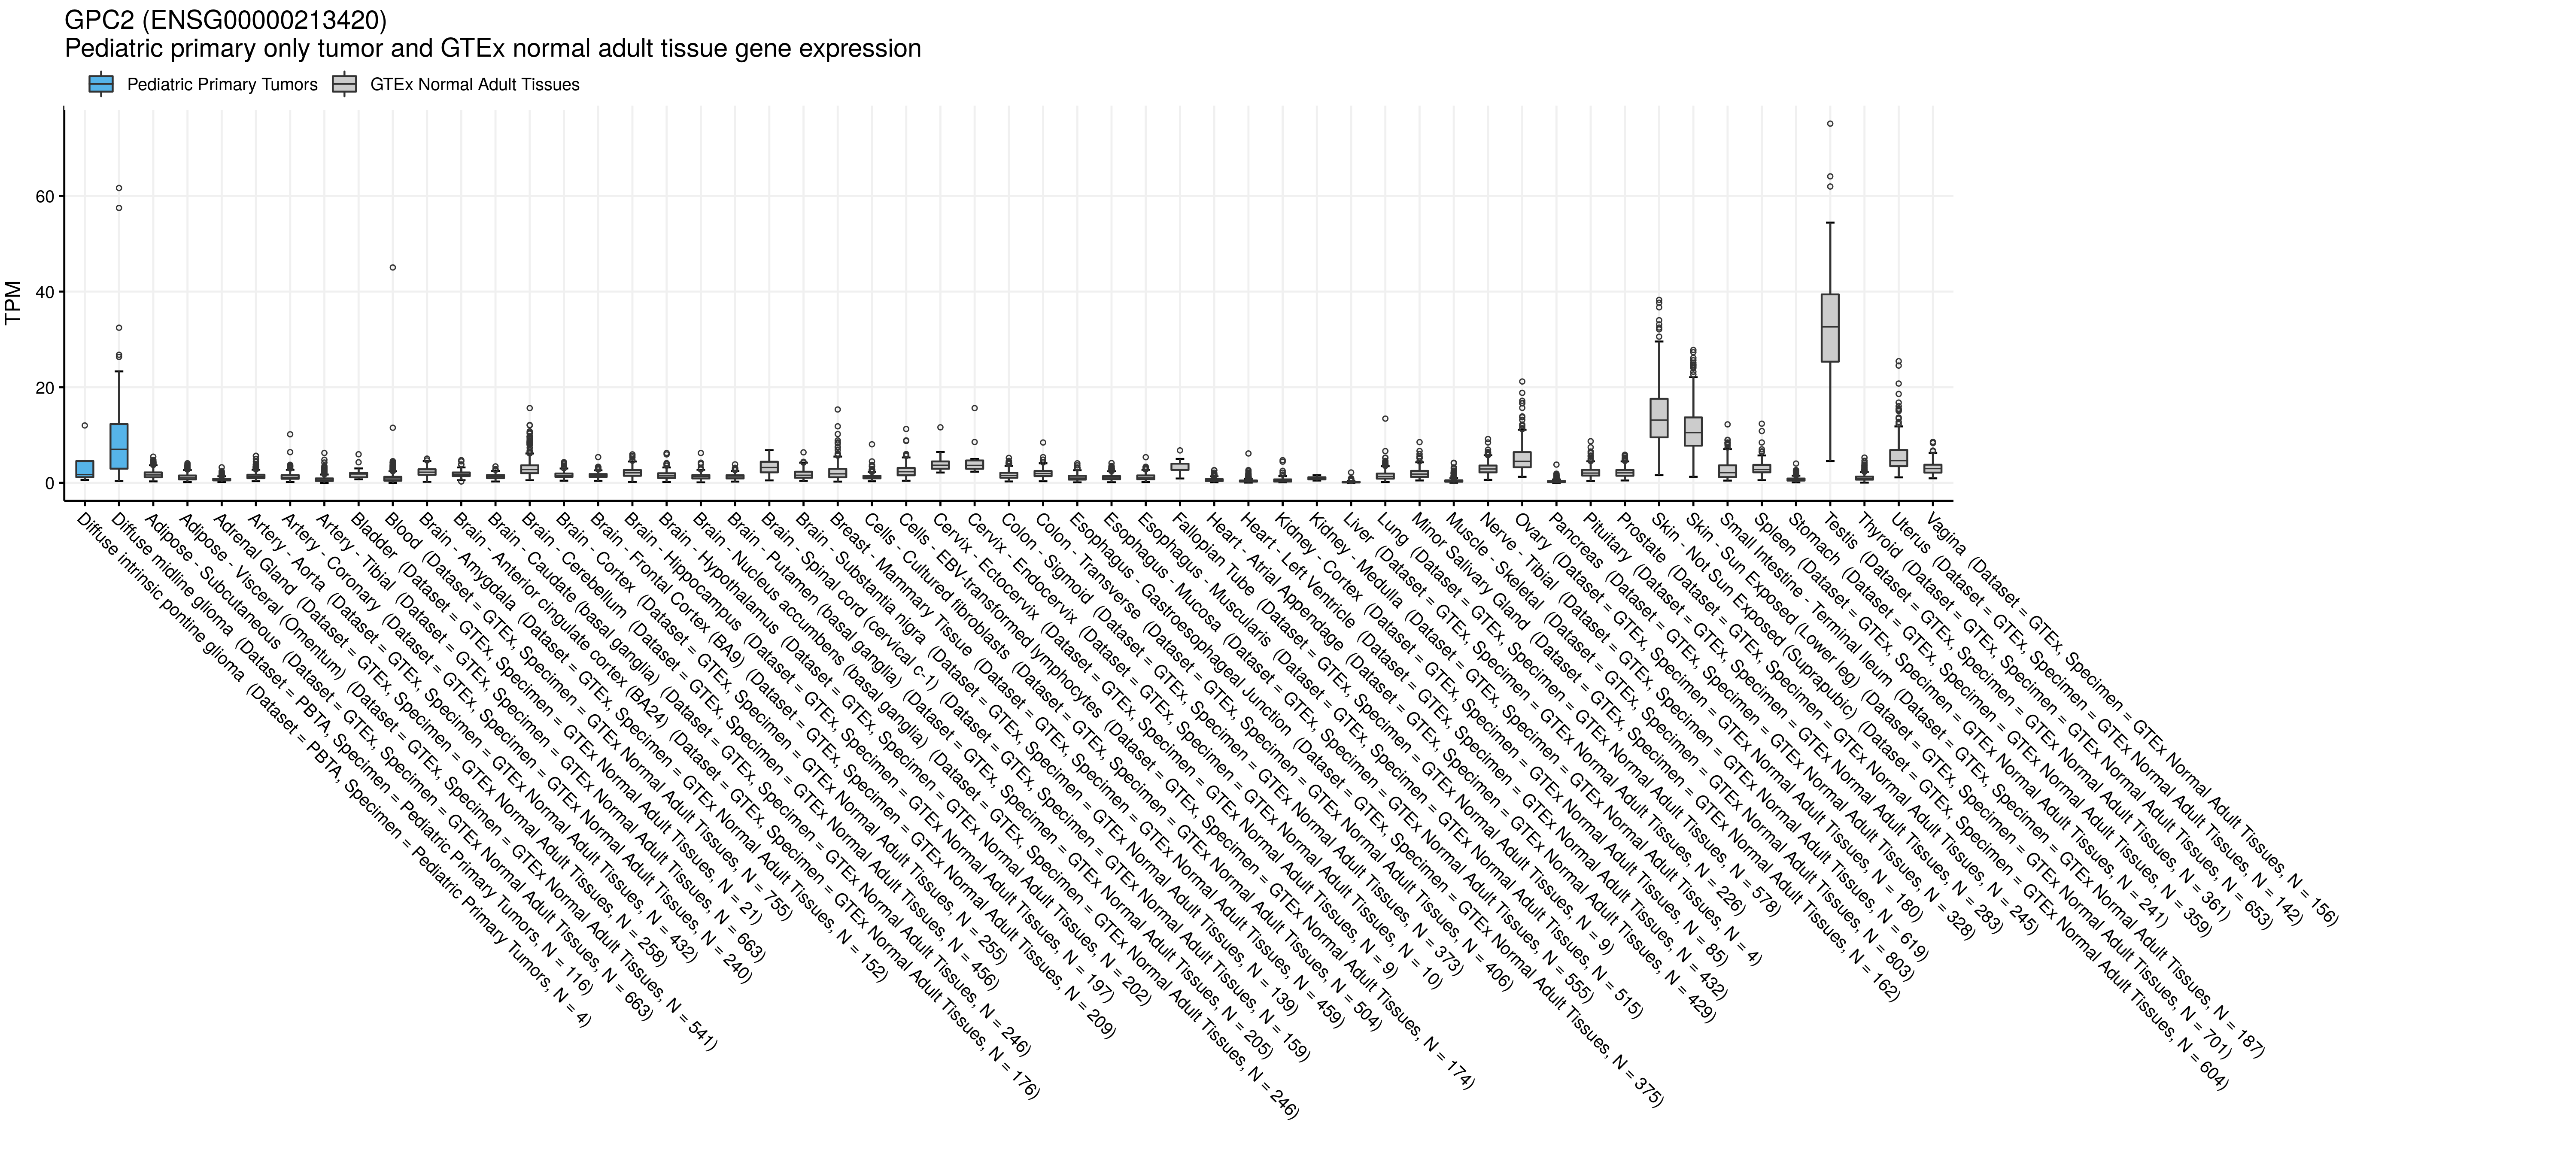 GPC2 (ENSG00000213420)
Pediatric primary only tumor and GTEx normal adult tissue gene expression
Pediatric Primary Tumors
GTEx Normal Adult Tissues
TPM
60
40
20
0
Diffuse intrinsic pontine glioma  (Dataset = PBTA, Specimen = Pediatric Primary Tumors, N = 4)
Diffuse midline glioma  (Dataset = PBTA, Specimen = Pediatric Primary Tumors, N = 116)
Adipose - Subcutaneous  (Dataset = GTEx, Specimen = GTEx Normal Adult Tissues, N = 663)
Adipose - Visceral (Omentum)  (Dataset = GTEx, Specimen = GTEx Normal Adult Tissues, N = 541)
Adrenal Gland  (Dataset = GTEx, Specimen = GTEx Normal Adult Tissues, N = 258)
Artery - Aorta  (Dataset = GTEx, Specimen = GTEx Normal Adult Tissues, N = 432)
Artery - Coronary  (Dataset = GTEx, Specimen = GTEx Normal Adult Tissues, N = 240)
Artery - Tibial  (Dataset = GTEx, Specimen = GTEx Normal Adult Tissues, N = 663)
Bladder  (Dataset = GTEx, Specimen = GTEx Normal Adult Tissues, N = 21)
Blood  (Dataset = GTEx, Specimen = GTEx Normal Adult Tissues, N = 755)
Brain - Amygdala  (Dataset = GTEx, Specimen = GTEx Normal Adult Tissues, N = 152)
Brain - Anterior cingulate cortex (BA24)  (Dataset = GTEx, Specimen = GTEx Normal Adult Tissues, N = 176)
Brain - Caudate (basal ganglia)  (Dataset = GTEx, Specimen = GTEx Normal Adult Tissues, N = 246)
Brain - Cerebellum  (Dataset = GTEx, Specimen = GTEx Normal Adult Tissues, N = 456)
Brain - Cortex  (Dataset = GTEx, Specimen = GTEx Normal Adult Tissues, N = 255)
Brain - Frontal Cortex (BA9)  (Dataset = GTEx, Specimen = GTEx Normal Adult Tissues, N = 209)
Brain - Hippocampus  (Dataset = GTEx, Specimen = GTEx Normal Adult Tissues, N = 197)
Brain - Hypothalamus  (Dataset = GTEx, Specimen = GTEx Normal Adult Tissues, N = 202)
Brain - Nucleus accumbens (basal ganglia)  (Dataset = GTEx, Specimen = GTEx Normal Adult Tissues, N = 246)
Brain - Putamen (basal ganglia)  (Dataset = GTEx, Specimen = GTEx Normal Adult Tissues, N = 205)
Brain - Spinal cord (cervical c-1)  (Dataset = GTEx, Specimen = GTEx Normal Adult Tissues, N = 159)
Brain - Substantia nigra  (Dataset = GTEx, Specimen = GTEx Normal Adult Tissues, N = 139)
Breast - Mammary Tissue  (Dataset = GTEx, Specimen = GTEx Normal Adult Tissues, N = 459)
Cells - Cultured fibroblasts  (Dataset = GTEx, Specimen = GTEx Normal Adult Tissues, N = 504)
Cells - EBV-transformed lymphocytes  (Dataset = GTEx, Specimen = GTEx Normal Adult Tissues, N = 174)
Cervix - Ectocervix  (Dataset = GTEx, Specimen = GTEx Normal Adult Tissues, N = 9)
Cervix - Endocervix  (Dataset = GTEx, Specimen = GTEx Normal Adult Tissues, N = 10)
Colon - Sigmoid  (Dataset = GTEx, Specimen = GTEx Normal Adult Tissues, N = 373)
Colon - Transverse  (Dataset = GTEx, Specimen = GTEx Normal Adult Tissues, N = 406)
Esophagus - Gastroesophageal Junction  (Dataset = GTEx, Specimen = GTEx Normal Adult Tissues, N = 375)
Esophagus - Mucosa  (Dataset = GTEx, Specimen = GTEx Normal Adult Tissues, N = 555)
Esophagus - Muscularis  (Dataset = GTEx, Specimen = GTEx Normal Adult Tissues, N = 515)
Fallopian Tube  (Dataset = GTEx, Specimen = GTEx Normal Adult Tissues, N = 9)
Heart - Atrial Appendage  (Dataset = GTEx, Specimen = GTEx Normal Adult Tissues, N = 429)
Heart - Left Ventricle  (Dataset = GTEx, Specimen = GTEx Normal Adult Tissues, N = 432)
Kidney - Cortex  (Dataset = GTEx, Specimen = GTEx Normal Adult Tissues, N = 85)
Kidney - Medulla  (Dataset = GTEx, Specimen = GTEx Normal Adult Tissues, N = 4)
Liver  (Dataset = GTEx, Specimen = GTEx Normal Adult Tissues, N = 226)
Lung  (Dataset = GTEx, Specimen = GTEx Normal Adult Tissues, N = 578)
Minor Salivary Gland  (Dataset = GTEx, Specimen = GTEx Normal Adult Tissues, N = 162)
Muscle - Skeletal  (Dataset = GTEx, Specimen = GTEx Normal Adult Tissues, N = 803)
Nerve - Tibial  (Dataset = GTEx, Specimen = GTEx Normal Adult Tissues, N = 619)
Ovary  (Dataset = GTEx, Specimen = GTEx Normal Adult Tissues, N = 180)
Pancreas  (Dataset = GTEx, Specimen = GTEx Normal Adult Tissues, N = 328)
Pituitary  (Dataset = GTEx, Specimen = GTEx Normal Adult Tissues, N = 283)
Prostate  (Dataset = GTEx, Specimen = GTEx Normal Adult Tissues, N = 245)
Skin - Not Sun Exposed (Suprapubic)  (Dataset = GTEx, Specimen = GTEx Normal Adult Tissues, N = 604)
Skin - Sun Exposed (Lower leg)  (Dataset = GTEx, Specimen = GTEx Normal Adult Tissues, N = 701)
Small Intestine - Terminal Ileum  (Dataset = GTEx, Specimen = GTEx Normal Adult Tissues, N = 187)
Spleen  (Dataset = GTEx, Specimen = GTEx Normal Adult Tissues, N = 241)
Stomach  (Dataset = GTEx, Specimen = GTEx Normal Adult Tissues, N = 359)
Testis  (Dataset = GTEx, Specimen = GTEx Normal Adult Tissues, N = 361)
Thyroid  (Dataset = GTEx, Specimen = GTEx Normal Adult Tissues, N = 653)
Uterus  (Dataset = GTEx, Specimen = GTEx Normal Adult Tissues, N = 142)
Vagina  (Dataset = GTEx, Specimen = GTEx Normal Adult Tissues, N = 156)